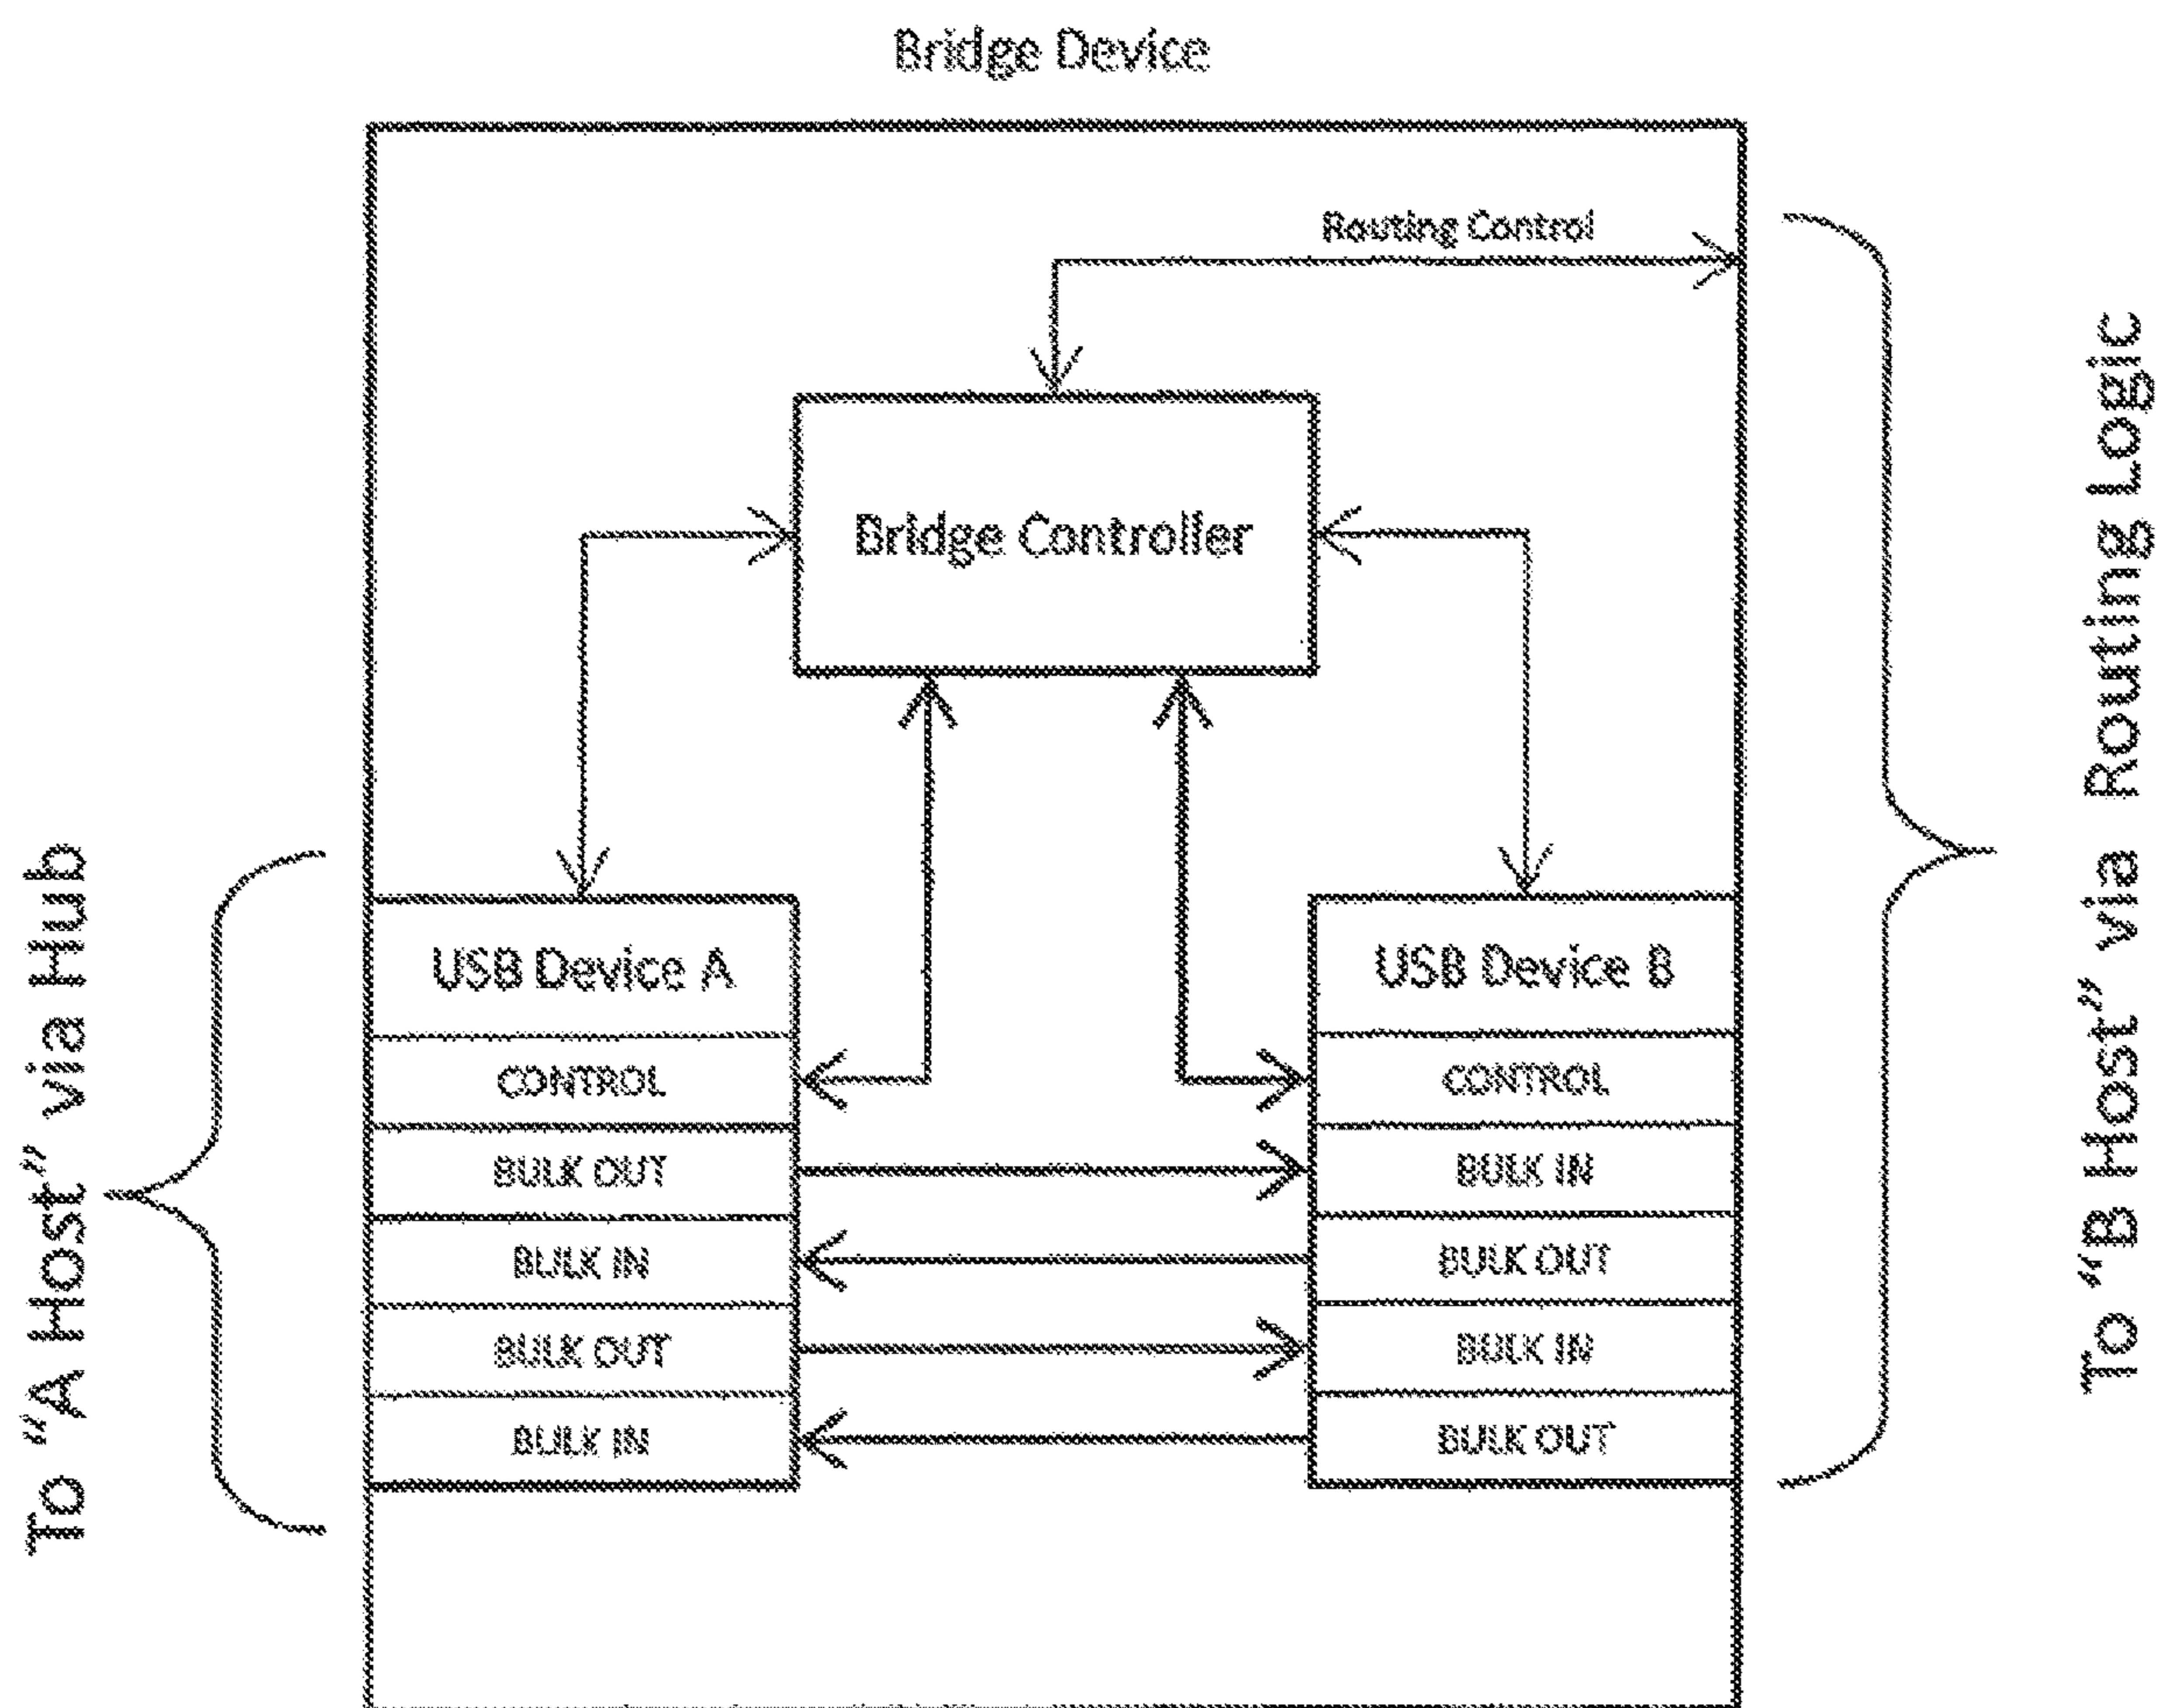 Bridge Device
Routing Control
Bridge Controller
To “A Host” via Hub
To “B Host” via Routing Logic
USB Device A
CONTROL
BULK OUT
BULK IN
BULK OUT
BULK IN
USB Device B
CONTROL
BULK IN
BULK OUT
BULK IN
BULK OUT